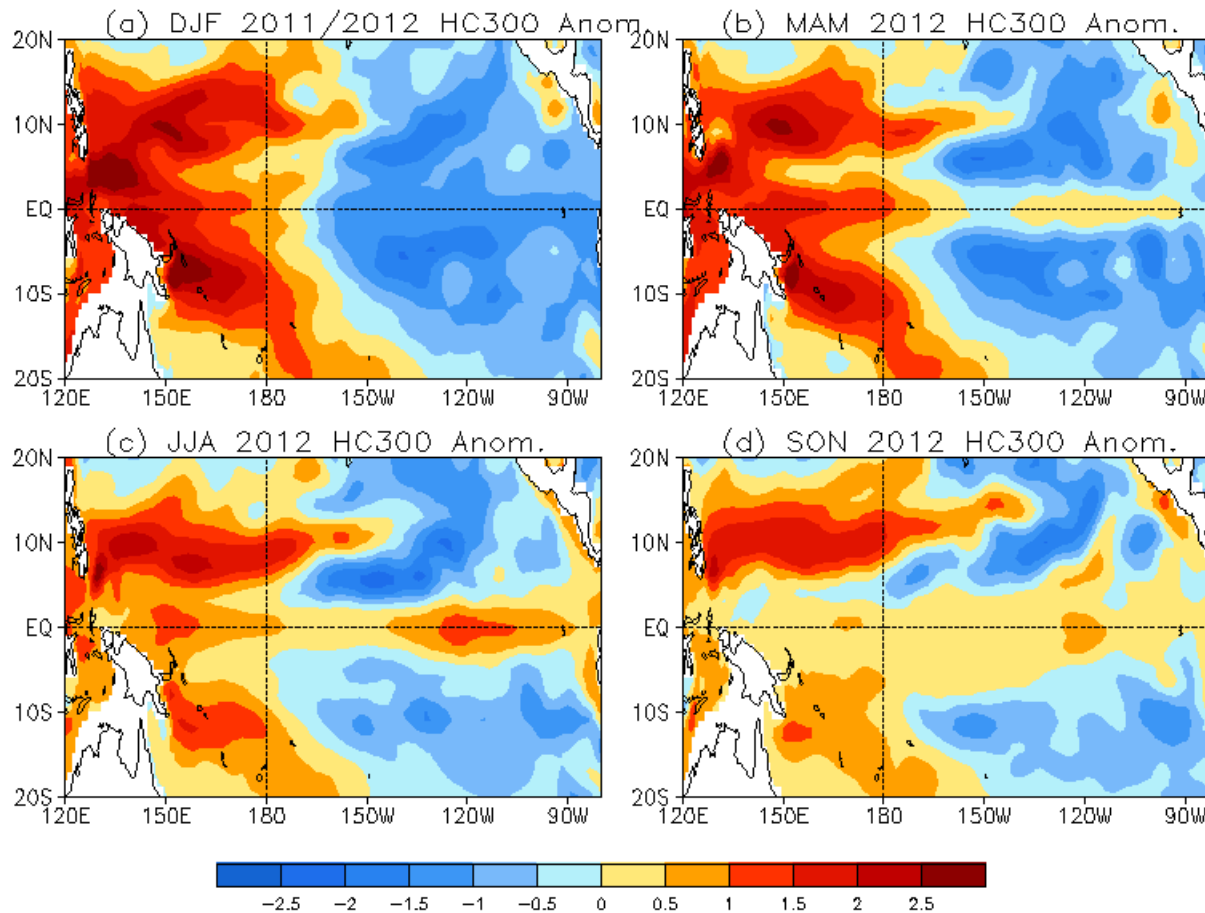 (a) DJF 2011/2012 HC300 Anom.
(b) MAM 2012 HC300 Anom.
20N
10N
EQ
10S
20S
120E 150E 180 150W 120W 90W
20N
10N
EQ
10S
20S
120E 150E 180 150W 120W 90W
(c) JJA 2012 HC300 Anom.
(d) SON 2012 HC300 Anom.
20N
10N
EQ
10S
20S
120E 150E 180 150W 120W 90W
20N
10N
EQ
10S
20S
120E 150E 180 150W 120W 90W
−2.5 −2 −1.5 −1 −0.5 0 0.5 1 1.5 2 2.5